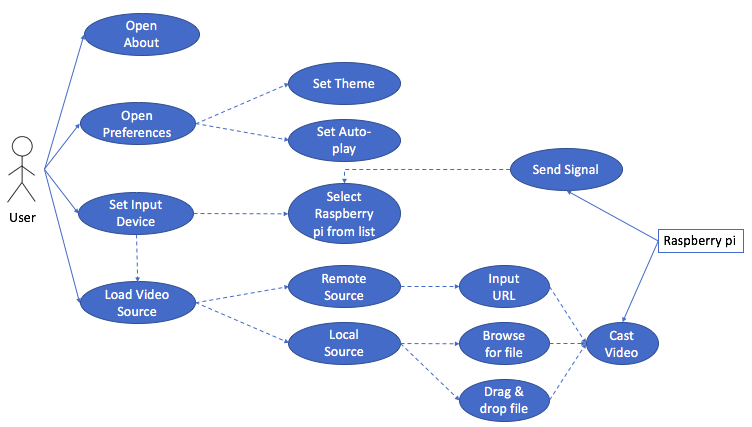 Open
About
Open
Preferences
Set Theme
Set Auto-
play
User
Set Input
Device
Select
Raspberry
pi from list
Send Signal
Raspberry pi
Load Video
Source
Remote
Source
Local
Source
Input
URL
Browse
for file
Drag &
drop file
Cast
Video